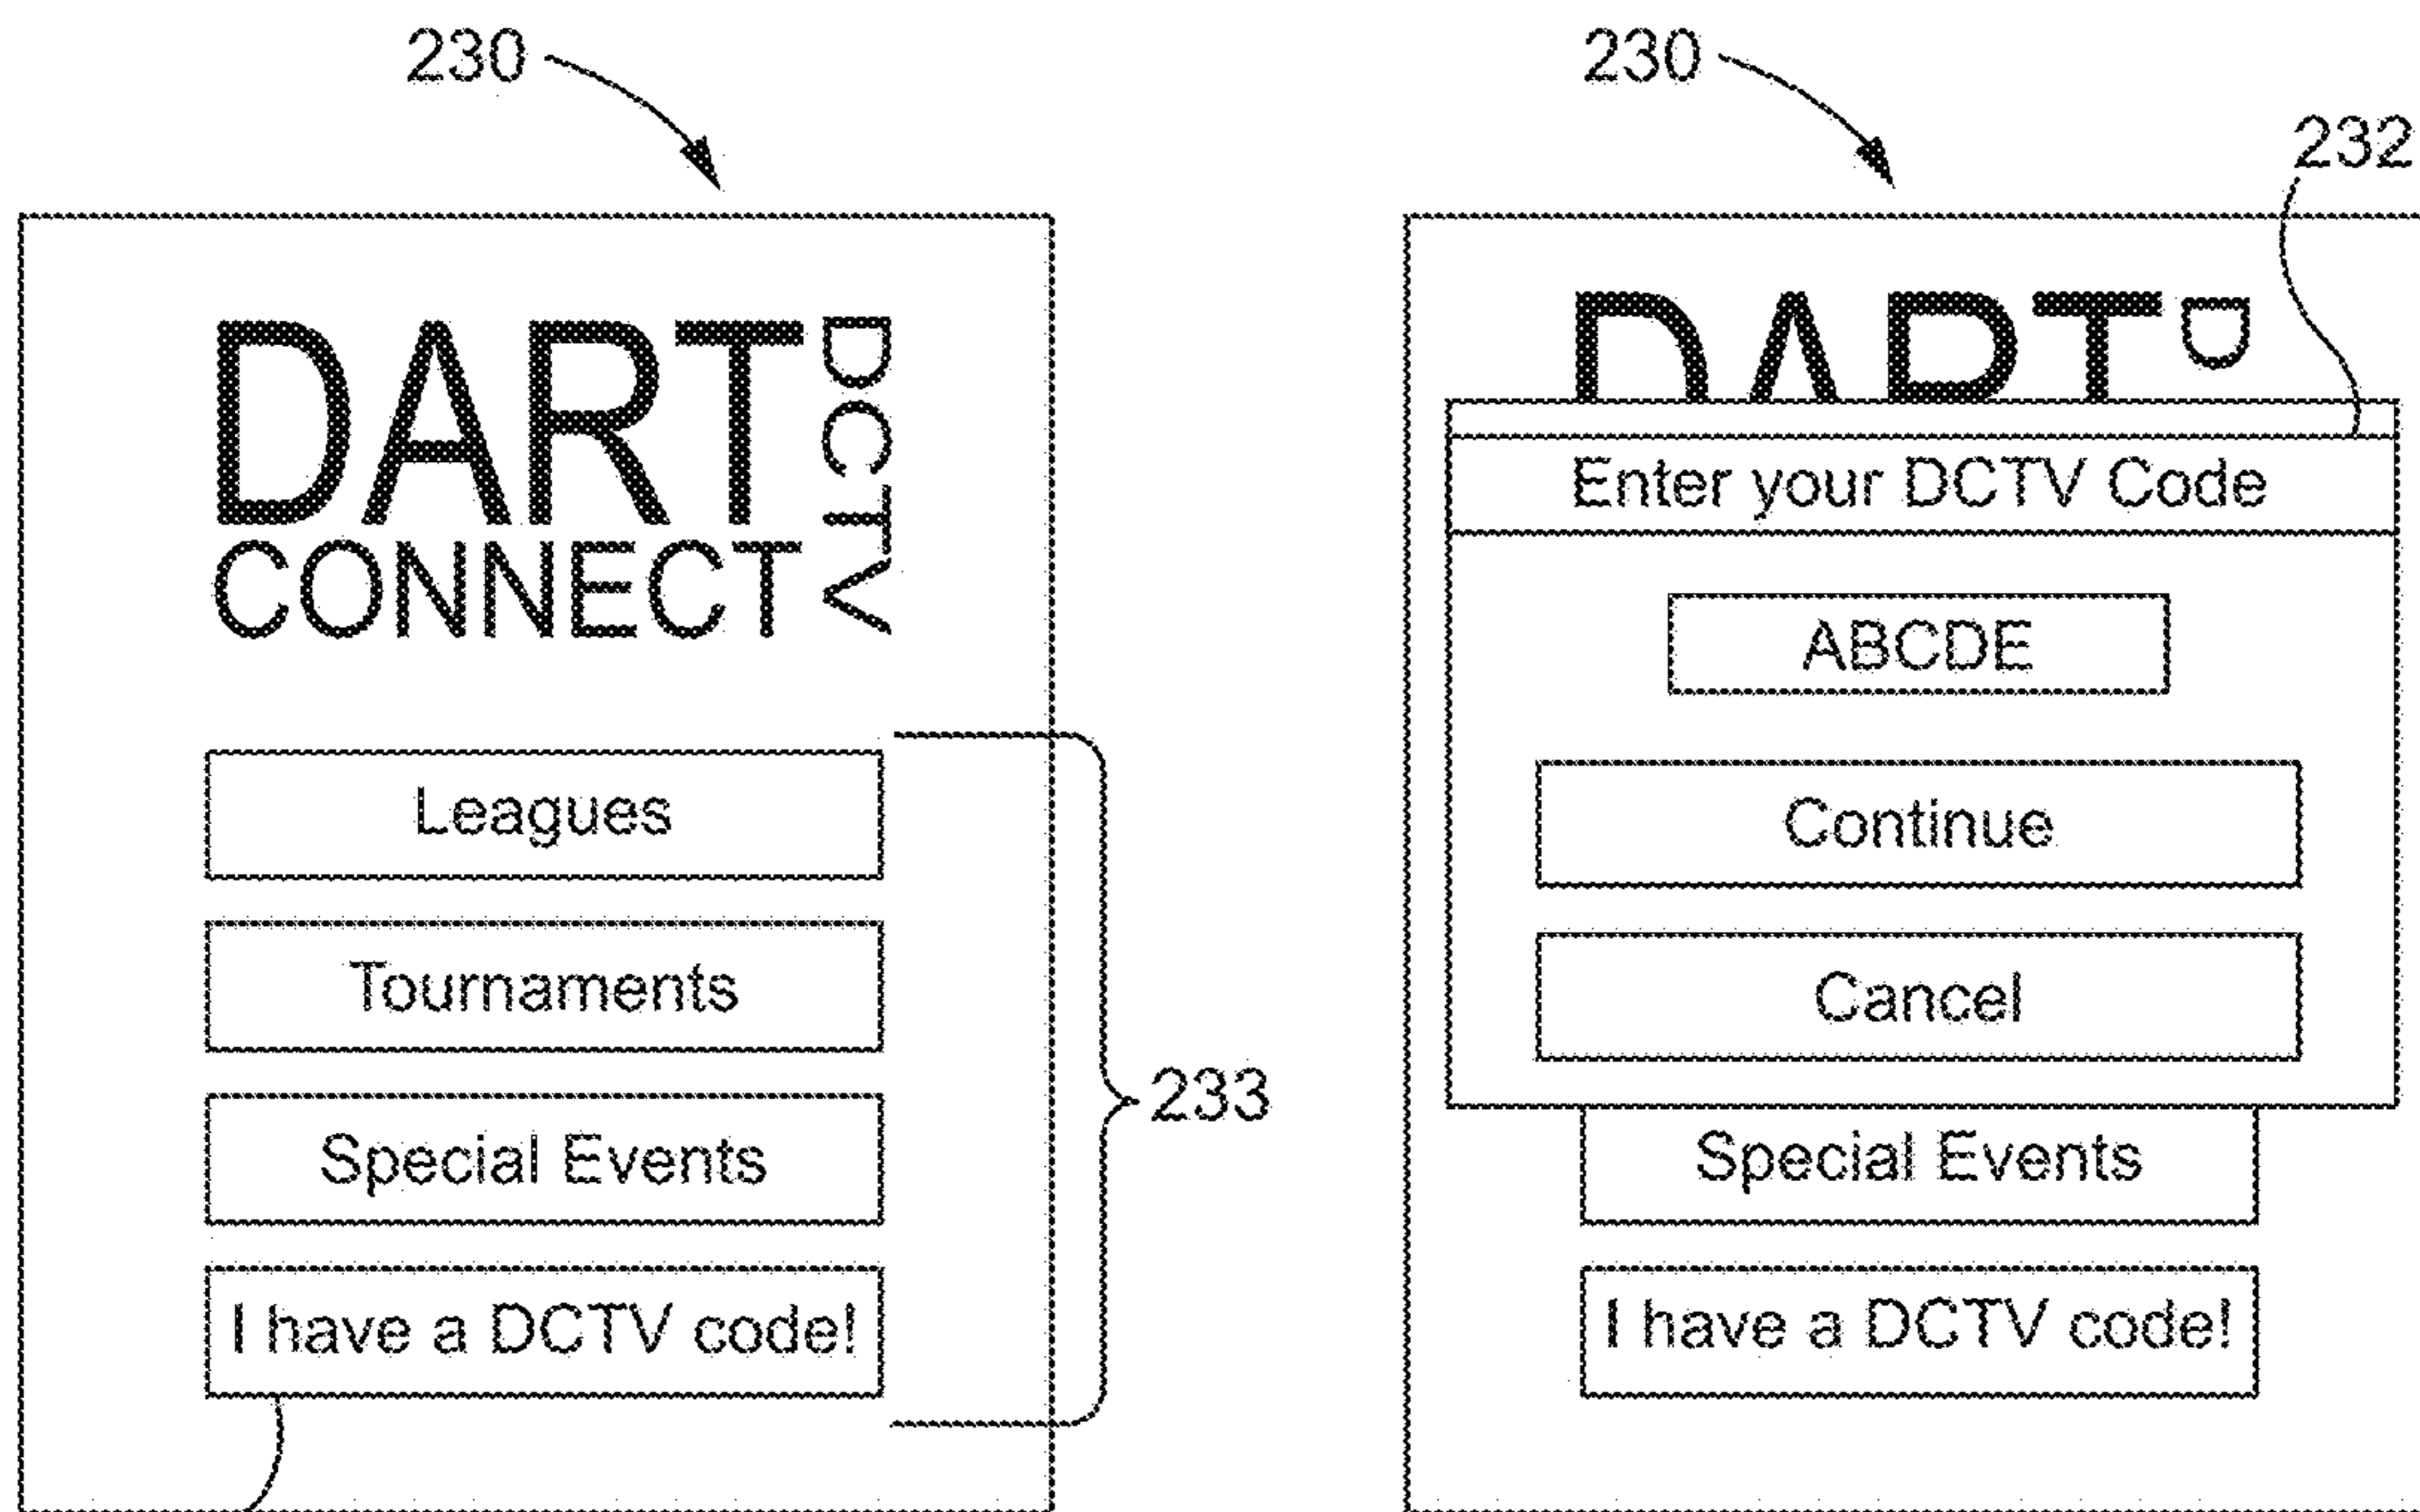 230
DART
CONNECT
DCTV
Leagues
Tournaments
Special Events
I have a DCTV code!
233
230
232
DART D
Enter your DCTV Code
ABCDE
Continue
Cancel
Special Events
I have a DCTV code!